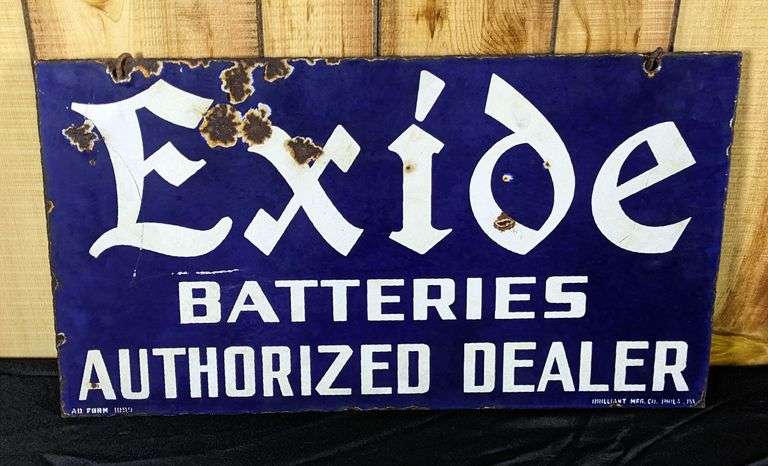 Exide
BATTERIES
AUTHORIZED DEALER
AD FORM
BRILLIANT MFG. CO. PHILA., PA.